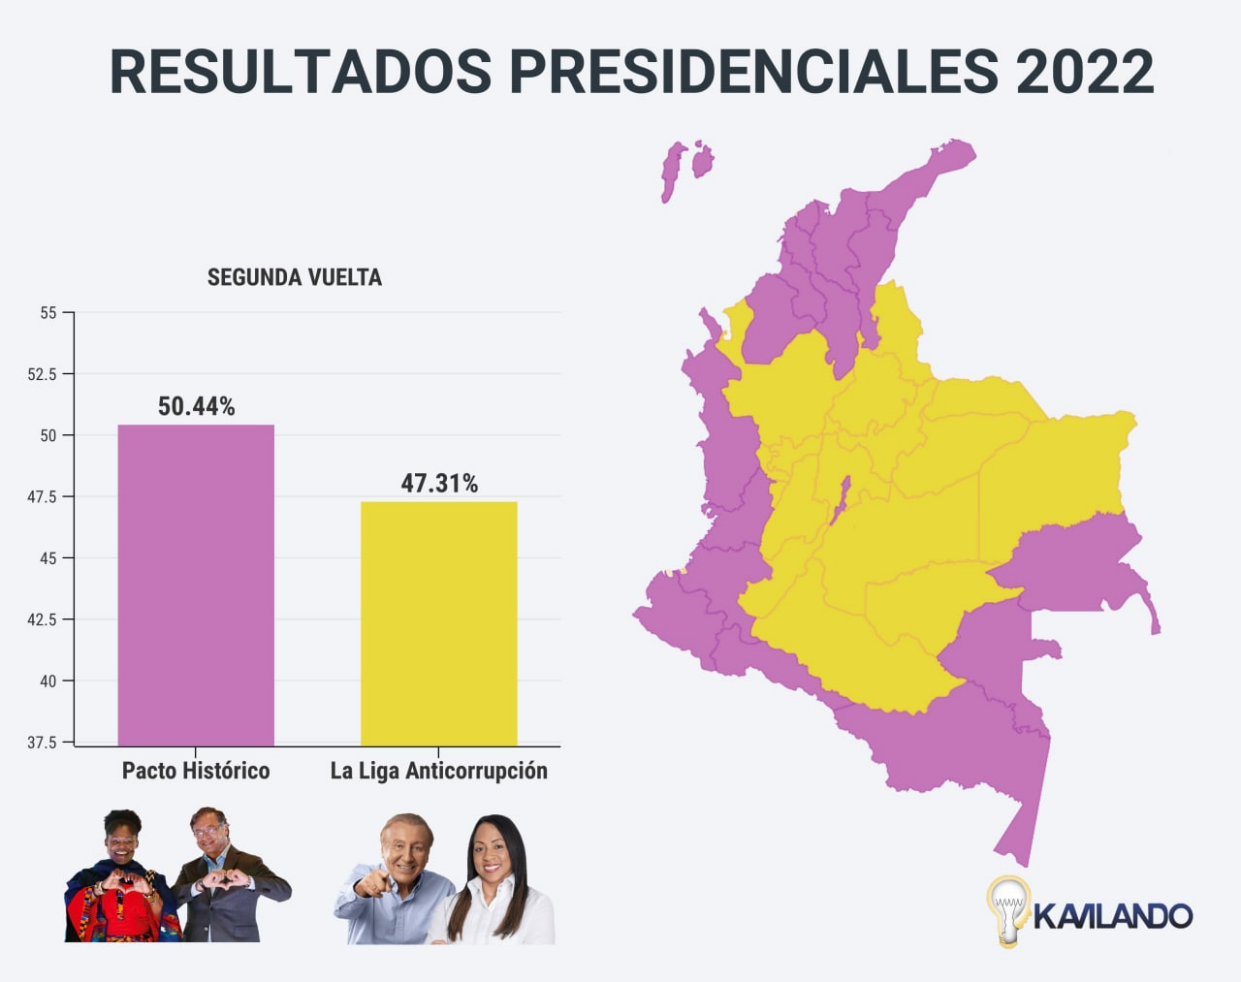 RESULTADOS PRESIDENCIALES 2022
SEGUNDA VUELTA
55
52.5
50
47.5
45
42.5
40
37.5
50.44%
47.31%
Pacto Histórico
La Liga Anticorrupción
KAVILANDO